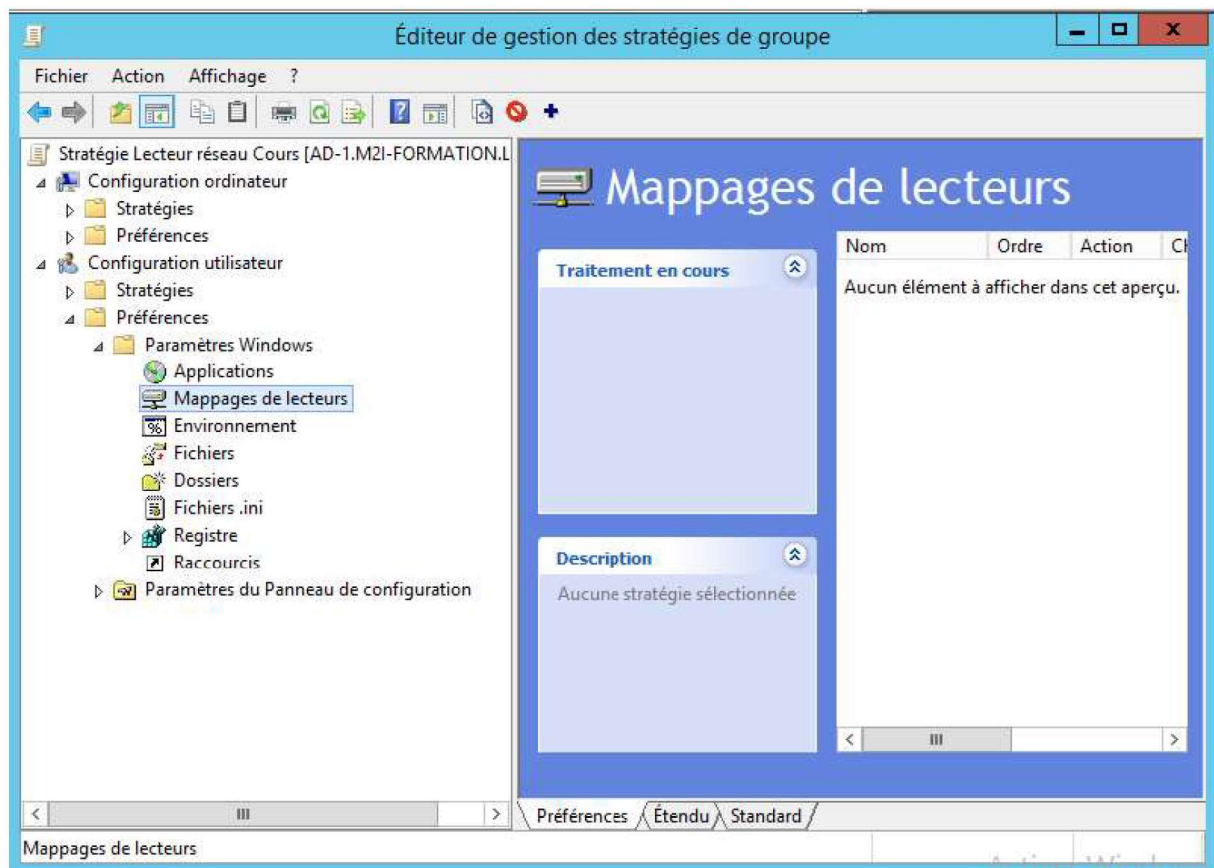 Éditeur de gestion des stratégies de groupe
Fichier Action Affichage ?
Stratégie Lecteur réseau Cours [AD-1.M2I-FORMATION.L
Configuration ordinateur
Stratégies
Préférences
Configuration utilisateur
Stratégies
Préférences
Paramètres Windows
Applications
Mappages de lecteurs
Environnement
Fichiers
Dossiers
Fichiers .ini
Registre
Raccourcis
Paramètres du Panneau de configuration
Mappages de lecteurs
Traitement en cours
Description
Aucune stratégie sélectionnée
Nom Ordre Action Ch
Aucun élément à afficher dans cet aperçu.
Préférences Étendu Standard
Mappages de lecteurs